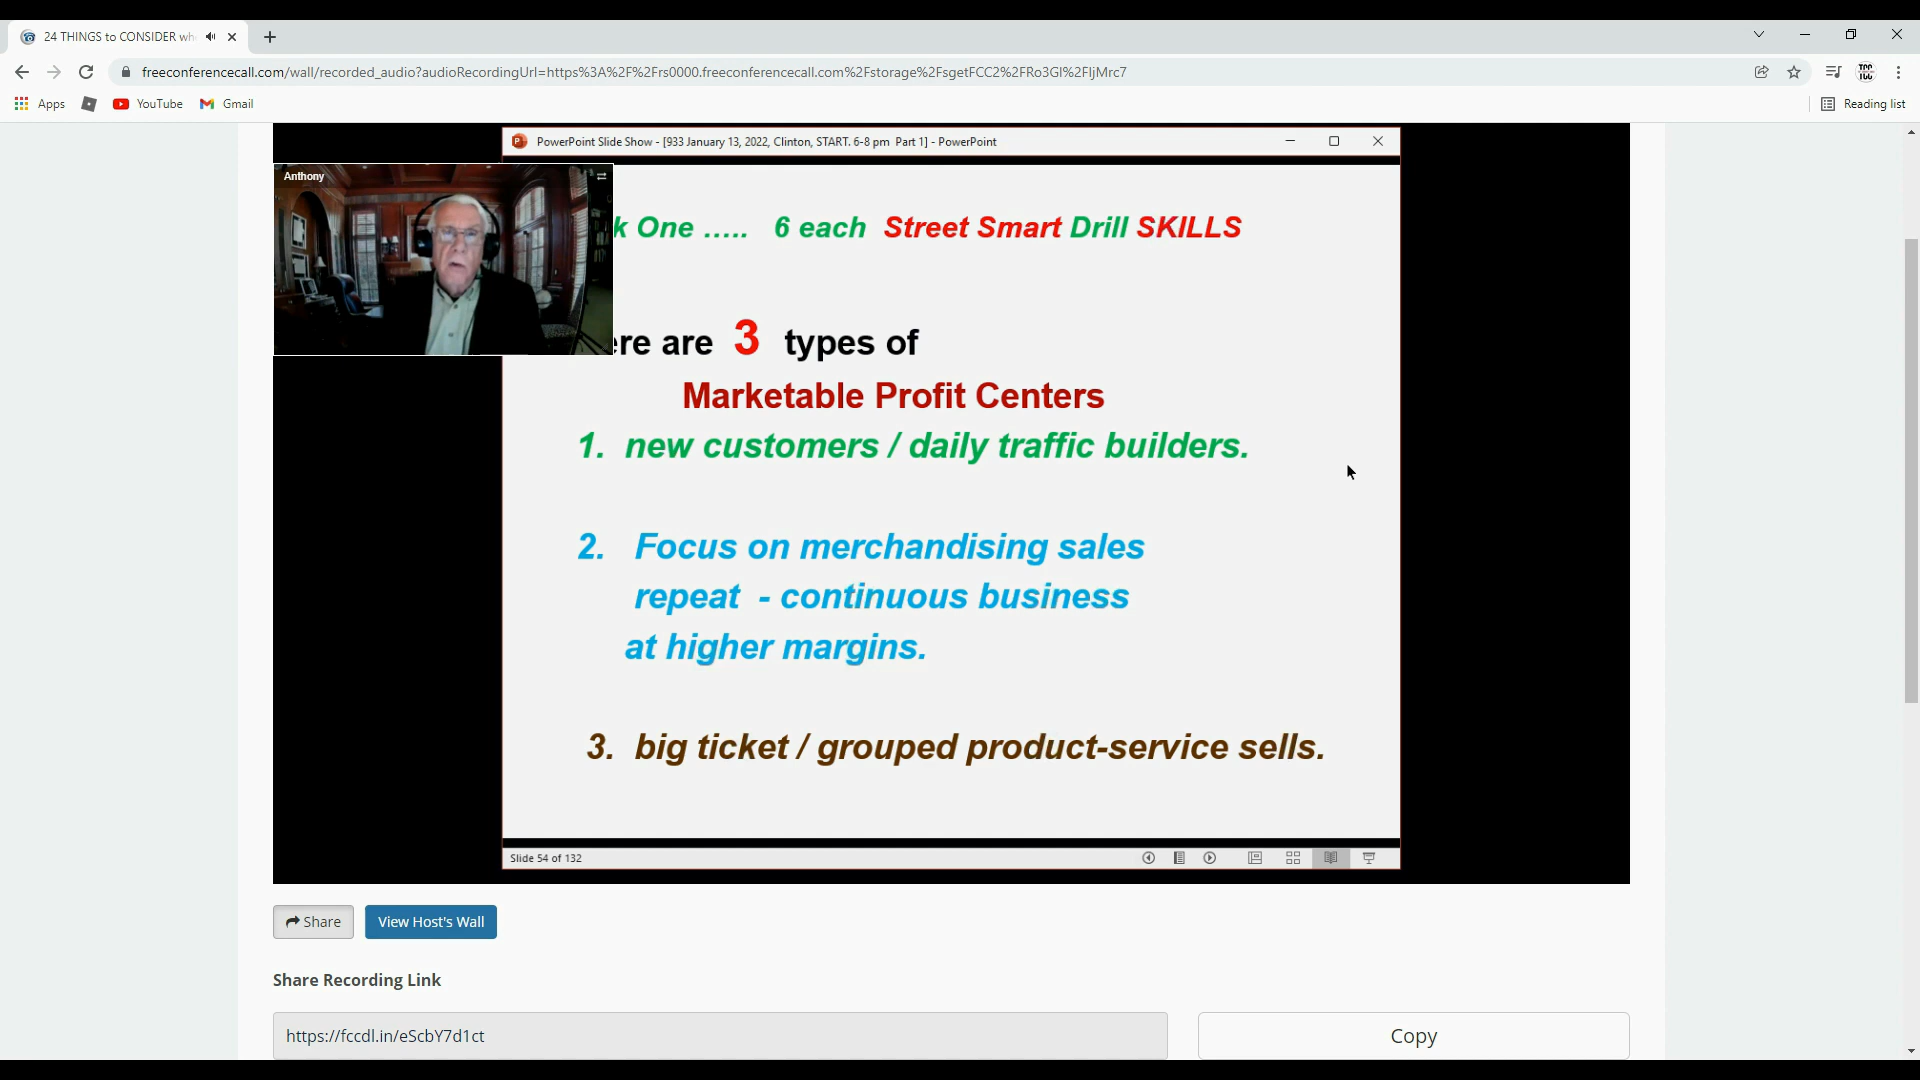 24 THINGS to CONSIDER wh
freeconferencecall.com/wall/recorded_audio?audioRecordingUrl=https%3A%2F%2Frs0000.freeconferencecall.com%2Fstorage%2FsgetFCC2%2FRo3GI%2FIjMrc7
Apps YouTube Gmail Reading list
PowerPoint Slide Show - [933 January 13, 2022, Clinton, START. 6-8 pm Part 1] - PowerPoint
Anthony
k One ..... 6 each Street Smart Drill SKILLS
ere are 3 types of
Marketable Profit Centers
1. new customers / daily traffic builders.
2. Focus on merchandising sales
repeat - continuous business
at higher margins.
3. big ticket / grouped product-service sells.
Slide 54 of 132
Share View Host's Wall
Share Recording Link
https://fccdl.in/eScbY7d1ct
Copy